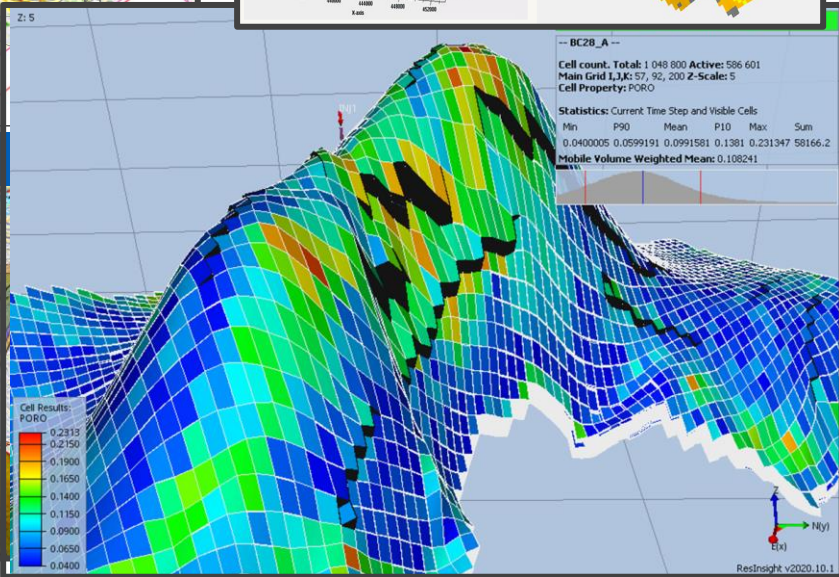 440000
444000
448000
452000
X-axis
Z: 5
-- BC28_A --
Cell count. Total: 1 048 800 Active: 586 601
Main Grid I,J,K: 57, 92, 200 Z-Scale: 5
Cell Property: PORO
Statistics: Current Time Step and Visible Cells
Min P90 Mean P10 Max Sum
0.0400005 0.0599191 0.0991581 0.1381 0.231347 58166.2
Mobile Volume Weighted Mean: 0.108241
INJ1
Cell Results:
PORO
0.2313
0.2150
0.1900
0.1650
0.1400
0.1150
0.0900
0.0650
0.0400
Z
N(y)
E(x)
ResInsight v2020.10.1